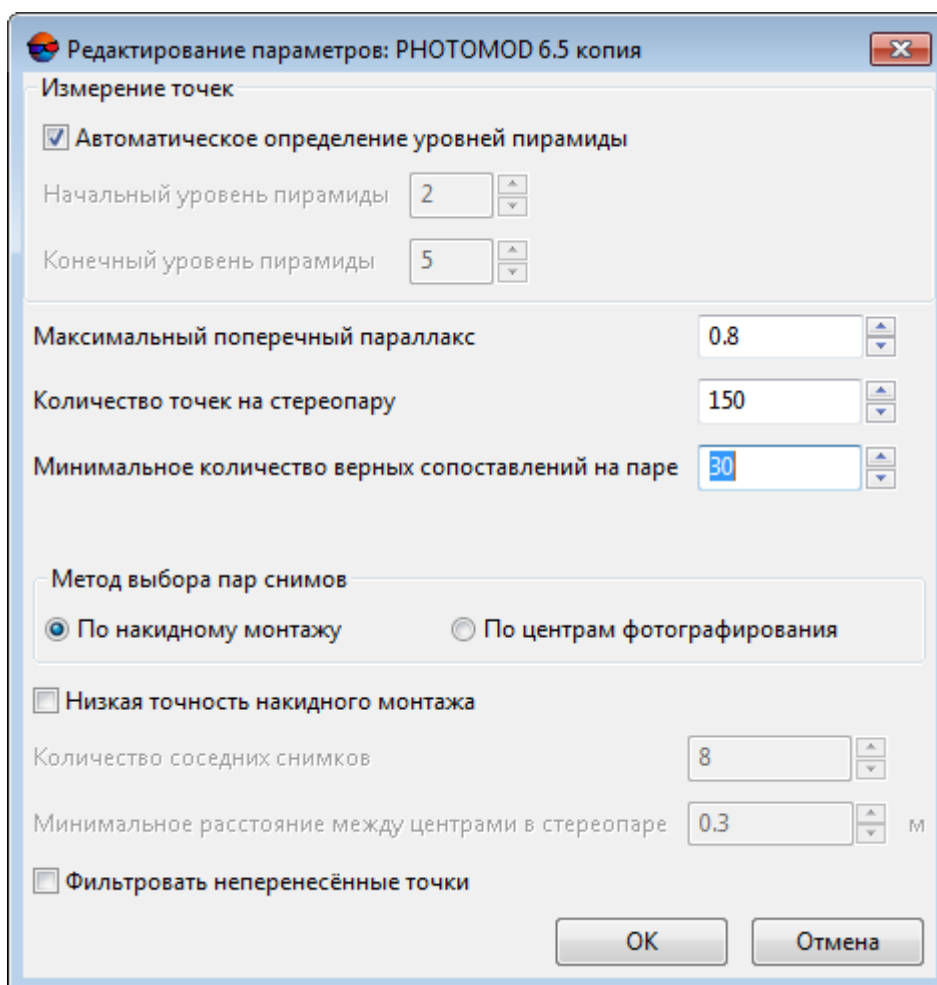 Редактирование параметров: PHOTOMOD 6.5 копия
Измерение точек
Автоматическое определение уровней пирамиды
Начальный уровень пирамиды 2
Конечный уровень пирамиды 5
Максимальный поперечный параллакс 0.8
Количество точек на стереопару 150
Минимальное количество верных сопоставлений на паре 30
Метод выбора пар снимов
По накидному монтажу По центрам фотографирования
Низкая точность накидного монтажа
Количество соседних снимков 8
Минимальное расстояние между центрами в стереопаре 0.3 м
Фильтровать неперенесённые точки
ОК Отмена